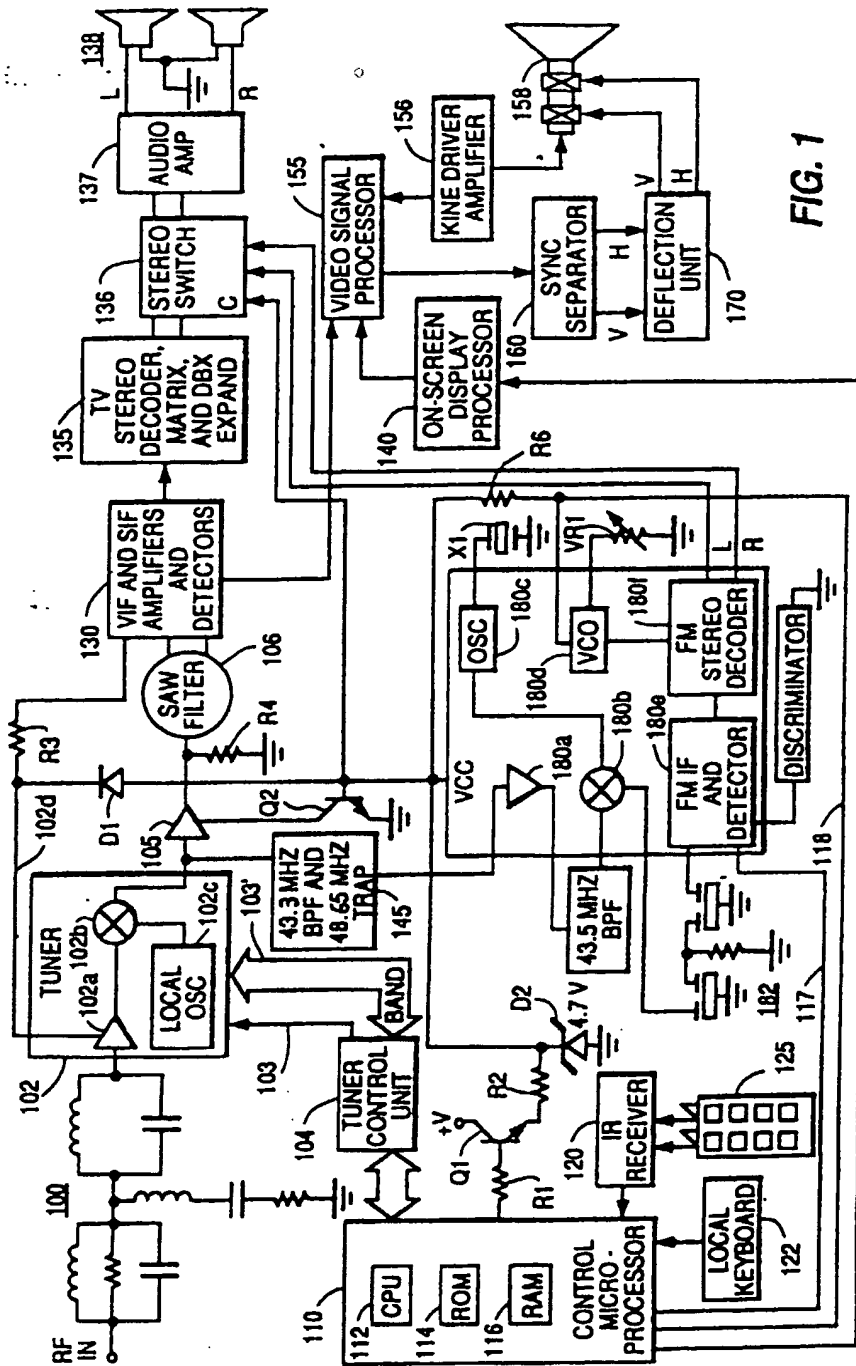 RF
IN
100
102
TUNER
102a
102b
LOCAL
OSC
102c
102d
103
103'
BAND
104
TUNER
CONTROL
UNIT
105
R3
D1
Q2
R4
106
SAW
FILTER
130
VIF AND SIF
AMPLIFIERS
AND
DETECTORS
135
TV
STEREO
DECODER,
MATRIX,
AND DBX
EXPAND
136
STEREO
SWITCH
C
137
AUDIO
AMP
L
R
138
43.3 MHZ
BPF AND
48.65 MHZ
TRAP
145
140
ON-SCREEN
DISPLAY
PROCESSOR
155
VIDEO SIGNAL
PROCESSOR
156
KINE DRIVER
AMPLIFIER
158
160
SYNC
SEPARATOR
V
H
DEFLECTION
UNIT
170
V
H
110
112
CPU
114
ROM
116
RAM
CONTROL
MICRO-
PROCESSOR
+V
Q1
R1
R2
D2
4.7 V
120
IR
RECEIVER
LOCAL
KEYBOARD
122
125
VCC
OSC
180c
X1
R6
VCO
180d
VR1
180a
180b
43.5 MHZ
BPF
182
180e
FM IF
AND
DETECTOR
180f
FM
STEREO
DECODER
L
R
DISCRIMINATOR
117
118
FIG. 1